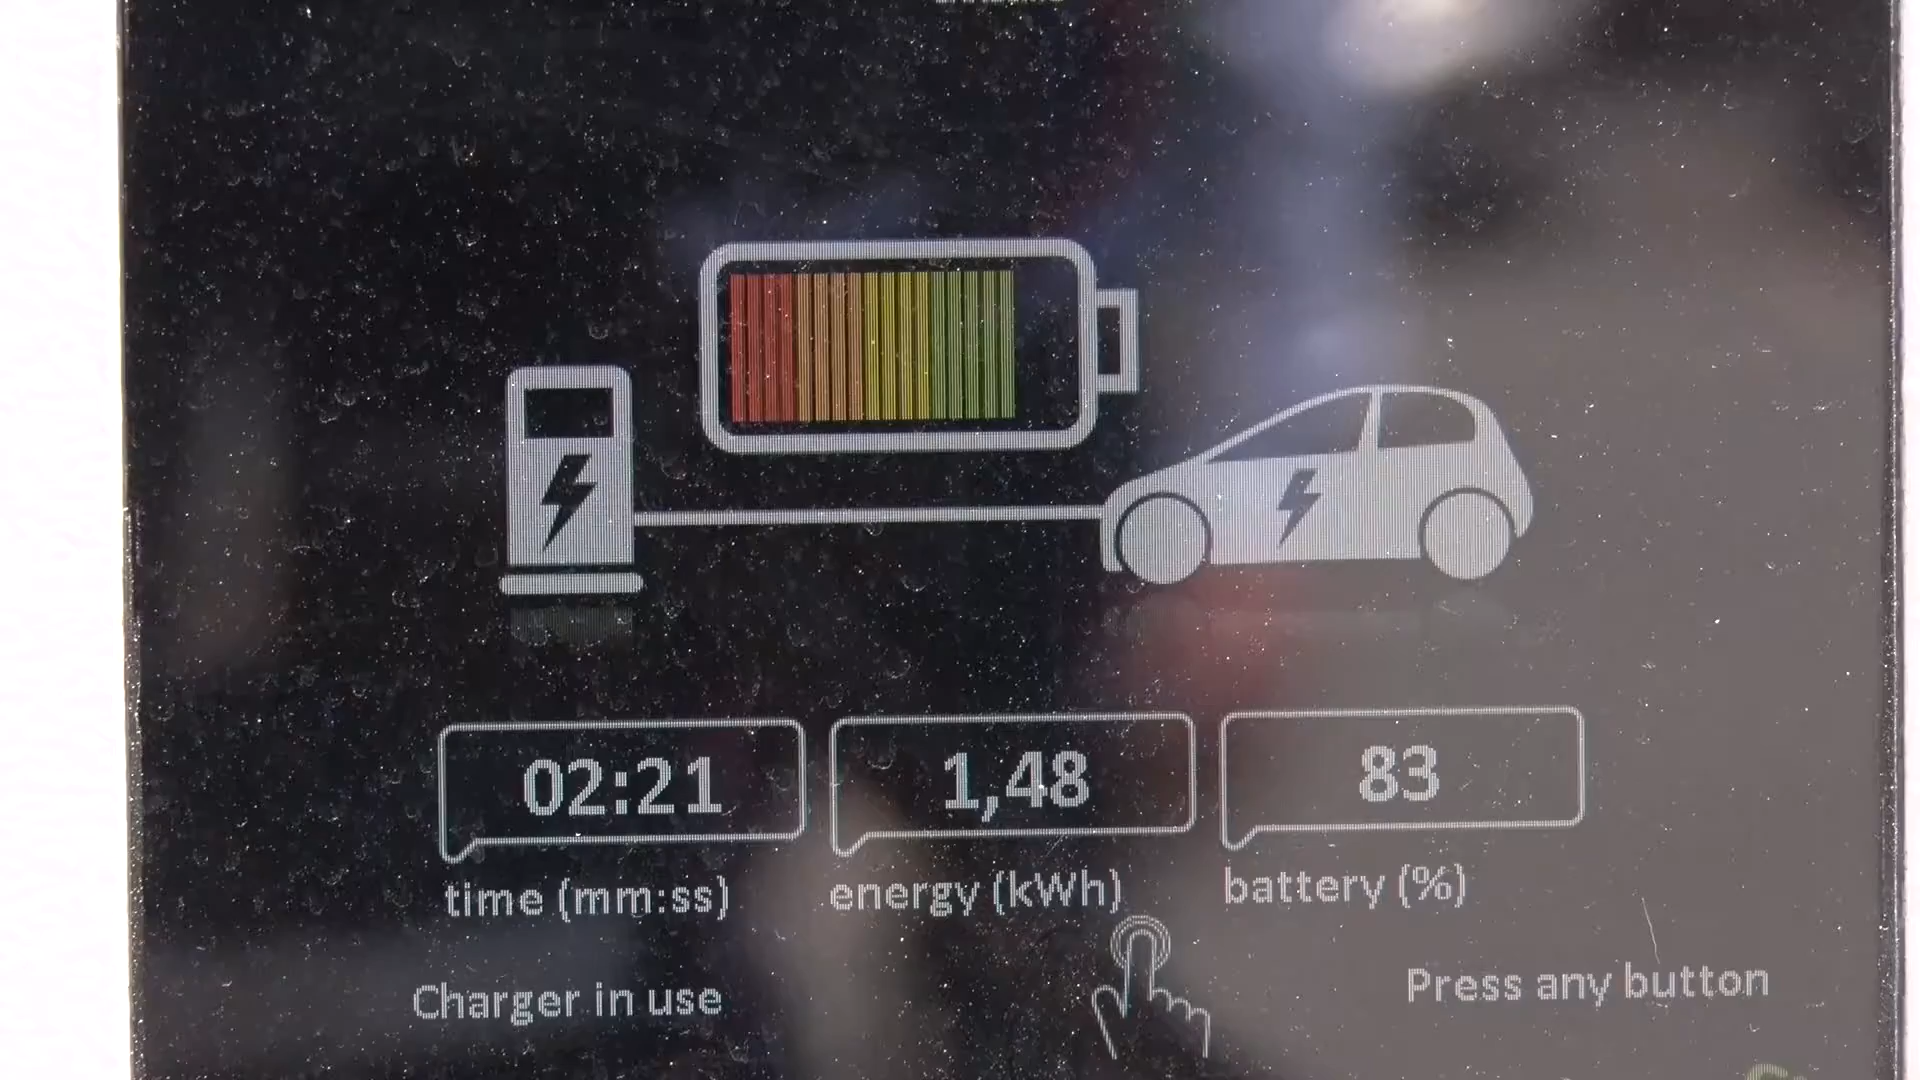 02:21 1,48 83
time (mm:ss) energy (kWh) battery (%)
Charger in use Press any button